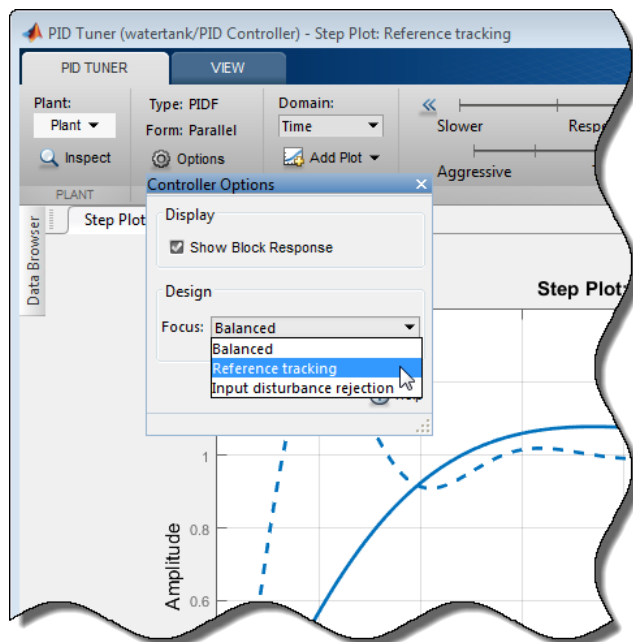 PID Tuner (watertank/PID Controller) - Step Plot: Reference tracking
PID TUNER
VIEW
Plant:
Plant
Inspect
PLANT
Type: PIDF
Form: Parallel
Options
Domain:
Time
Add Plot
Slower
Aggressive
Data Browser
Step Plot
Controller Options
Display
Show Block Response
Design
Focus: Balanced
Balanced
Reference tracking
Input disturbance rejection
Help
Step Plot:
Amplitude
1
0.8
0.6